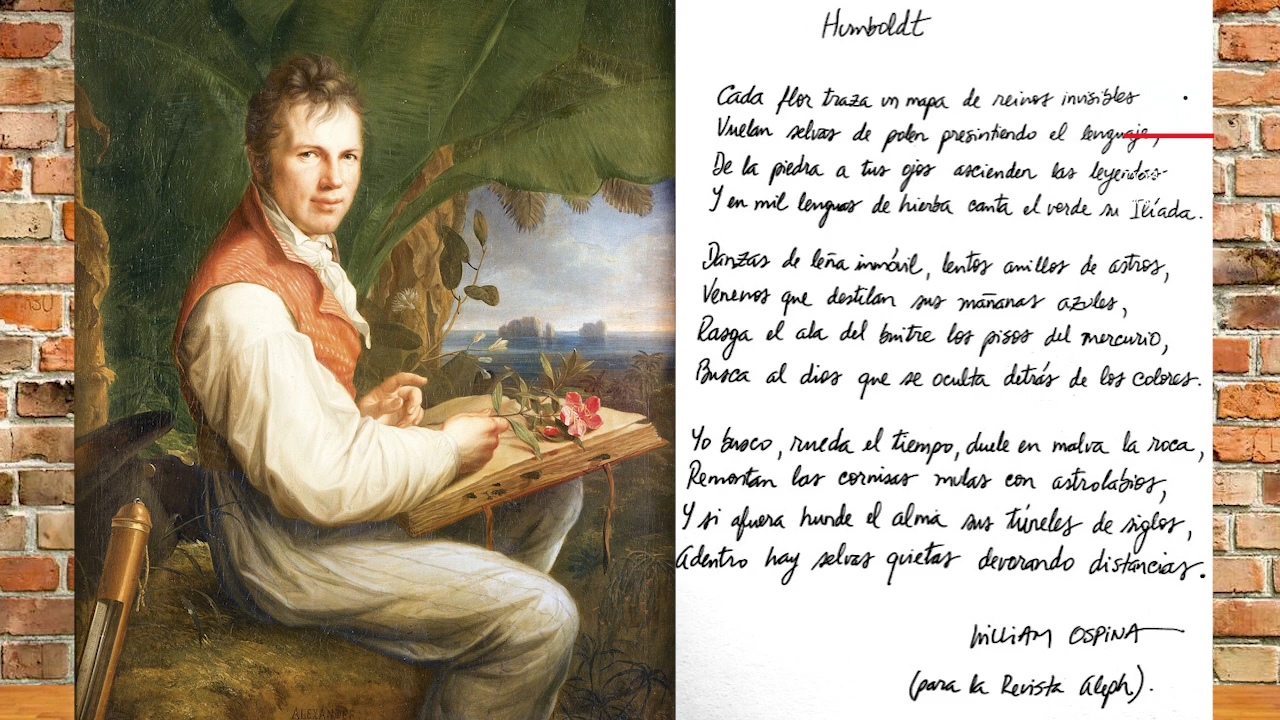 Humboldt
Cada flor traza un mapa de reinos invisibles
Vuelan selvas de polen presintiendo el lenguaje,
De la piedra a tus ojos ascienden las leyendas
Y en mil lenguas de hierba canta el verde su Ilíada.
Danzas de leña inmóvil, lentos anillos de astros,
Venenos que destilan sus mañanas azules,
Rasga el ala del buitre los pisos del mercurio,
Busca al dios que se oculta detrás de los colores.
Yo busco, rueda el tiempo, duele en malva la roca,
Remontan las cornisas mulas con astrolabios,
Y si afuera hunde el alma sus túneles de siglos,
Adentro hay selvas quietas devorando distancias.
WILLIAM OSPINA
(para la Revista Aleph).
ALEXANDER